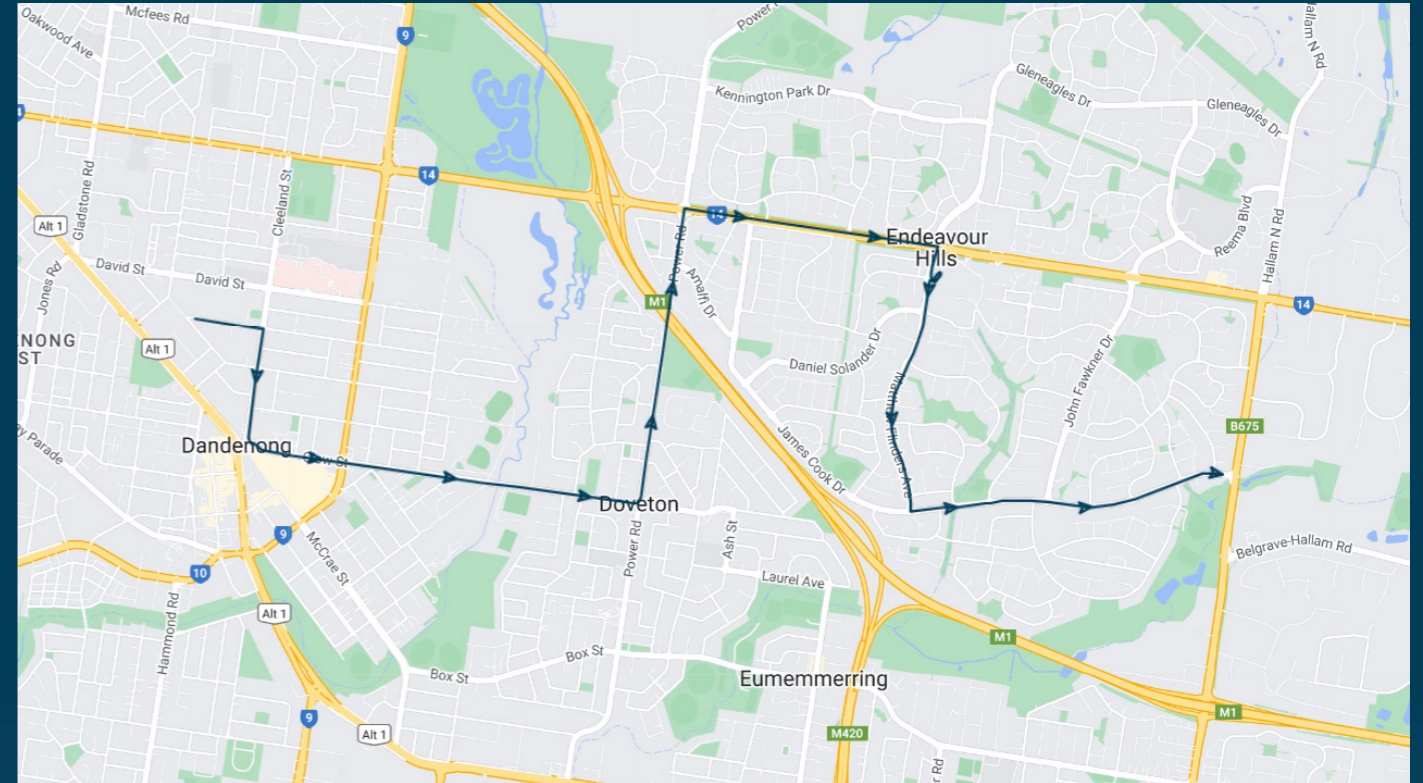 Mcfees Rd
Oakwood Ave
9
Power
Hallam N Rd
Kennington Park Dr
Gleneagles Dr
Gleneagles Dr
14
Gladstone Rd
Cleeland St
Alt 1
14
Endeavour
Hills
Reema Blvd
Hallam N Rd
Power Rd
David St
David St
Jones Rd
Amalfi Dr
M1
14
NONG
ST
Alt 1
Daniel Solander Dr
John Fawkner Dr
Flinders Ave
B675
Dandenong
Parade
James Cook Dr
Doveton
9
McCrae St
Power Rd
Ash St
Belgrave-Hallam Rd
10
Laurel Ave
Hammond Rd
Alt 1
M1
Box St
Box St
Eumemmerring
9
Alt 1
M420
M1
Rd